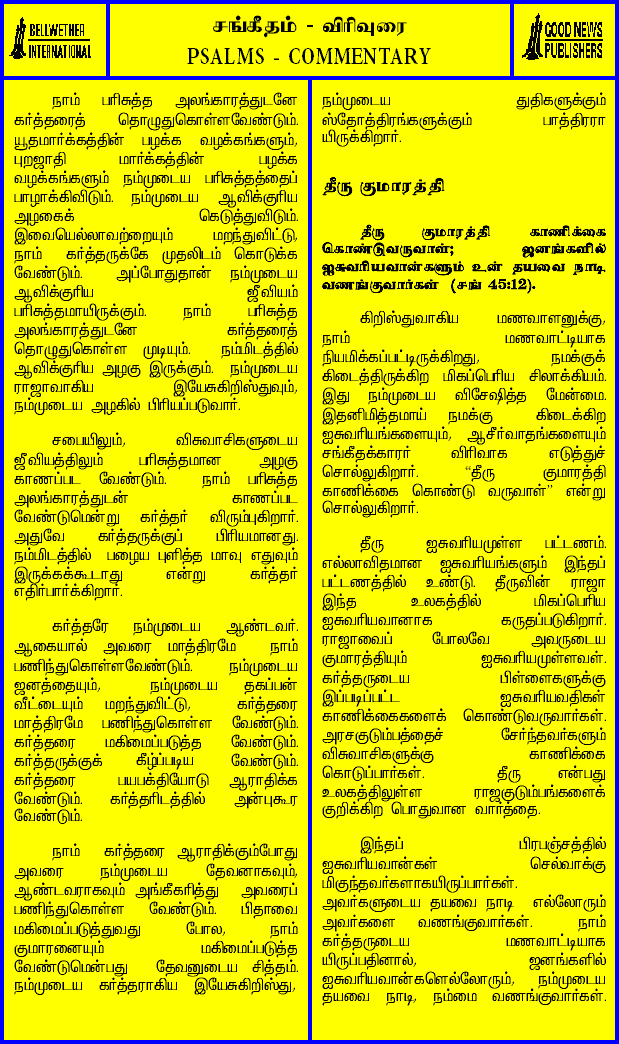 BELLWETHER
INTERNATIONAL
சங்கீதம் - விரிவுரை
PSALMS - COMMENTARY
GOOD NEWS
PUBLISHERS
நாம் பரிசுத்த அலங்காரத்துடனே
கர்த்தரைத் தொழுதுகொள்ளவேண்டும்.
யூதமார்க்கத்தின் பழக்க வழக்கங்களும்,
புறஜாதி மார்க்கத்தின் பழக்க
வழக்கங்களும் நம்முடைய பரிசுத்தத்தைப்
பாழாக்கிவிடும். நம்முடைய ஆவிக்குரிய
அழகைக் கெடுத்துவிடும்.
இவையெல்லாவற்றையும் மறந்துவிட்டு,
நாம் கர்த்தருக்கே முதலிடம் கொடுக்க
வேண்டும். அப்போதுதான் நம்முடைய
ஆவிக்குரிய ஜீவியம்
பரிசுத்தமாயிருக்கும். நாம் பரிசுத்த
அலங்காரத்துடனே கர்த்தரைத்
தொழுதுகொள்ள முடியும். நம்மிடத்தில்
ஆவிக்குரிய அழகு இருக்கும். நம்முடைய
ராஜாவாகிய இயேசுகிறிஸ்துவும்,
நம்முடைய அழகில் பிரியப்படுவார்.
சபையிலும், விசுவாசிகளுடைய
ஜீவியத்திலும் பரிசுத்தமான அழகு
காணப்பட வேண்டும். நாம் பரிசுத்த
அலங்காரத்துடன் காணப்பட
வேண்டுமென்று கர்த்தர் விரும்புகிறார்.
அதுவே கர்த்தருக்குப் பிரியமானது.
நம்மிடத்தில் பழைய புளித்த மாவு எதுவும்
இருக்கக்கூடாது என்று கர்த்தர்
எதிர்பார்க்கிறார்.
கர்த்தரே நம்முடைய ஆண்டவர்.
ஆகையால் அவரை மாத்திரமே நாம்
பணிந்துகொள்ளவேண்டும். நம்முடைய
ஜனத்தையும், நம்முடைய தகப்பன்
வீட்டையும் மறந்துவிட்டு, கர்த்தரை
மாத்திரமே பணிந்துகொள்ள வேண்டும்.
கர்த்தரை மகிமைப்படுத்த வேண்டும்.
கர்த்தருக்குக் கீழ்ப்படிய வேண்டும்.
கர்த்தரை பயபக்தியோடு ஆராதிக்க
வேண்டும். கர்த்தரிடத்தில் அன்புகூர
வேண்டும்.
நாம் கர்த்தரை ஆராதிக்கும்போது
அவரை நம்முடைய தேவனாகவும்,
ஆண்டவராகவும் அங்கீகரித்து அவரைப்
பணிந்துகொள்ள வேண்டும். பிதாவை
மகிமைப்படுத்துவது போல, நாம்
குமாரனையும் மகிமைப்படுத்த
வேண்டுமென்பது தேவனுடைய சித்தம்.
நம்முடைய கர்த்தராகிய இயேசுகிறிஸ்து,
நம்முடைய துதிகளுக்கும்
ஸ்தோத்திரங்களுக்கும் பாத்திரரா
யிருக்கிறார்.
தீரு குமாரத்தி
தீரு குமாரத்தி காணிக்கை
கொண்டுவருவாள்; ஜனங்களில்
ஐசுவரியவான்களும் உன் தயவை நாடி
வணங்குவார்கள் (சங் 45:12).
கிறிஸ்துவாகிய மணவாளனுக்கு,
நாம் மணவாட்டியாக
நியமிக்கப்பட்டிருக்கிறது, நமக்குக்
கிடைத்திருக்கிற மிகப்பெரிய சிலாக்கியம்.
இது நம்முடைய விசேஷித்த மேன்மை.
இதனிமித்தமாய் நமக்கு கிடைக்கிற
ஐசுவரியங்களையும், ஆசீர்வாதங்களையும்
சங்கீதக்காரர் விரிவாக எடுத்துச்
சொல்லுகிறார். "தீரு குமாரத்தி
காணிக்கை கொண்டு வருவாள்" என்று
சொல்லுகிறார்.
தீரு ஐசுவரியமுள்ள பட்டணம்.
எல்லாவிதமான ஐசுவரியங்களும் இந்தப்
பட்டணத்தில் உண்டு. தீருவின் ராஜா
இந்த உலகத்தில் மிகப்பெரிய
ஐசுவரியவானாக கருதப்படுகிறார்.
ராஜாவைப் போலவே அவருடைய
குமாரத்தியும் ஐசுவரியமுள்ளவள்.
கர்த்தருடைய பிள்ளைகளுக்கு
இப்படிப்பட்ட ஐசுவரியவதிகள்
காணிக்கைகளைக் கொண்டுவருவார்கள்.
அரசகுடும்பத்தைச் சேர்ந்தவர்களும்
விசுவாசிகளுக்கு காணிக்கை
கொடுப்பார்கள். தீரு என்பது
உலகத்திலுள்ள ராஜகுடும்பங்களைக்
குறிக்கிற பொதுவான வார்த்தை.
இந்தப் பிரபஞ்சத்தில்
ஐசுவரியவான்கள் செல்வாக்கு
மிகுந்தவர்களாகயிருப்பார்கள்.
அவர்களுடைய தயவை நாடி எல்லோரும்
அவர்களை வணங்குவார்கள். நாம்
கர்த்தருடைய மணவாட்டியாக
யிருப்பதினால், ஜனங்களில்
ஐசுவரியவான்களெல்லோரும், நம்முடைய
தயவை நாடி, நம்மை வணங்குவார்கள்.